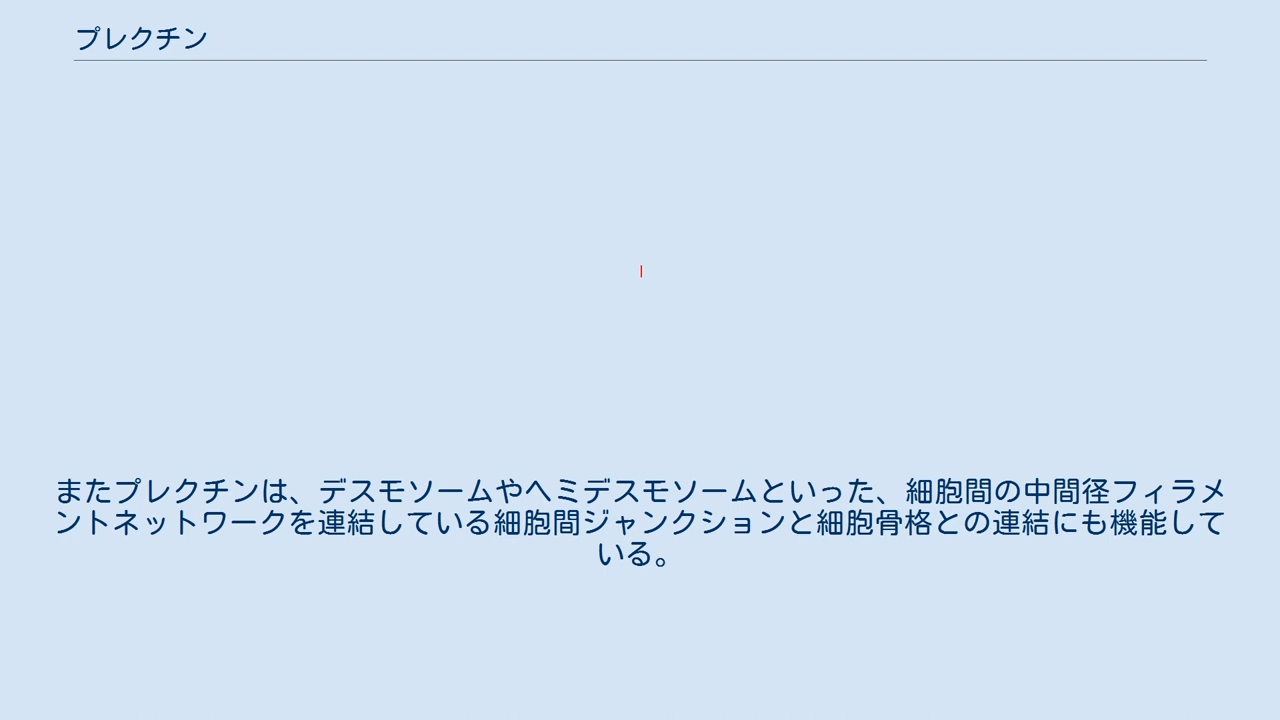 プレクチン
またプレクチンは、デスモソームやヘミデスモソームといった、細胞間の中間径フィラメ
ントネットワークを連結している細胞間ジャンクションと細胞骨格との連結にも機能して
いる。